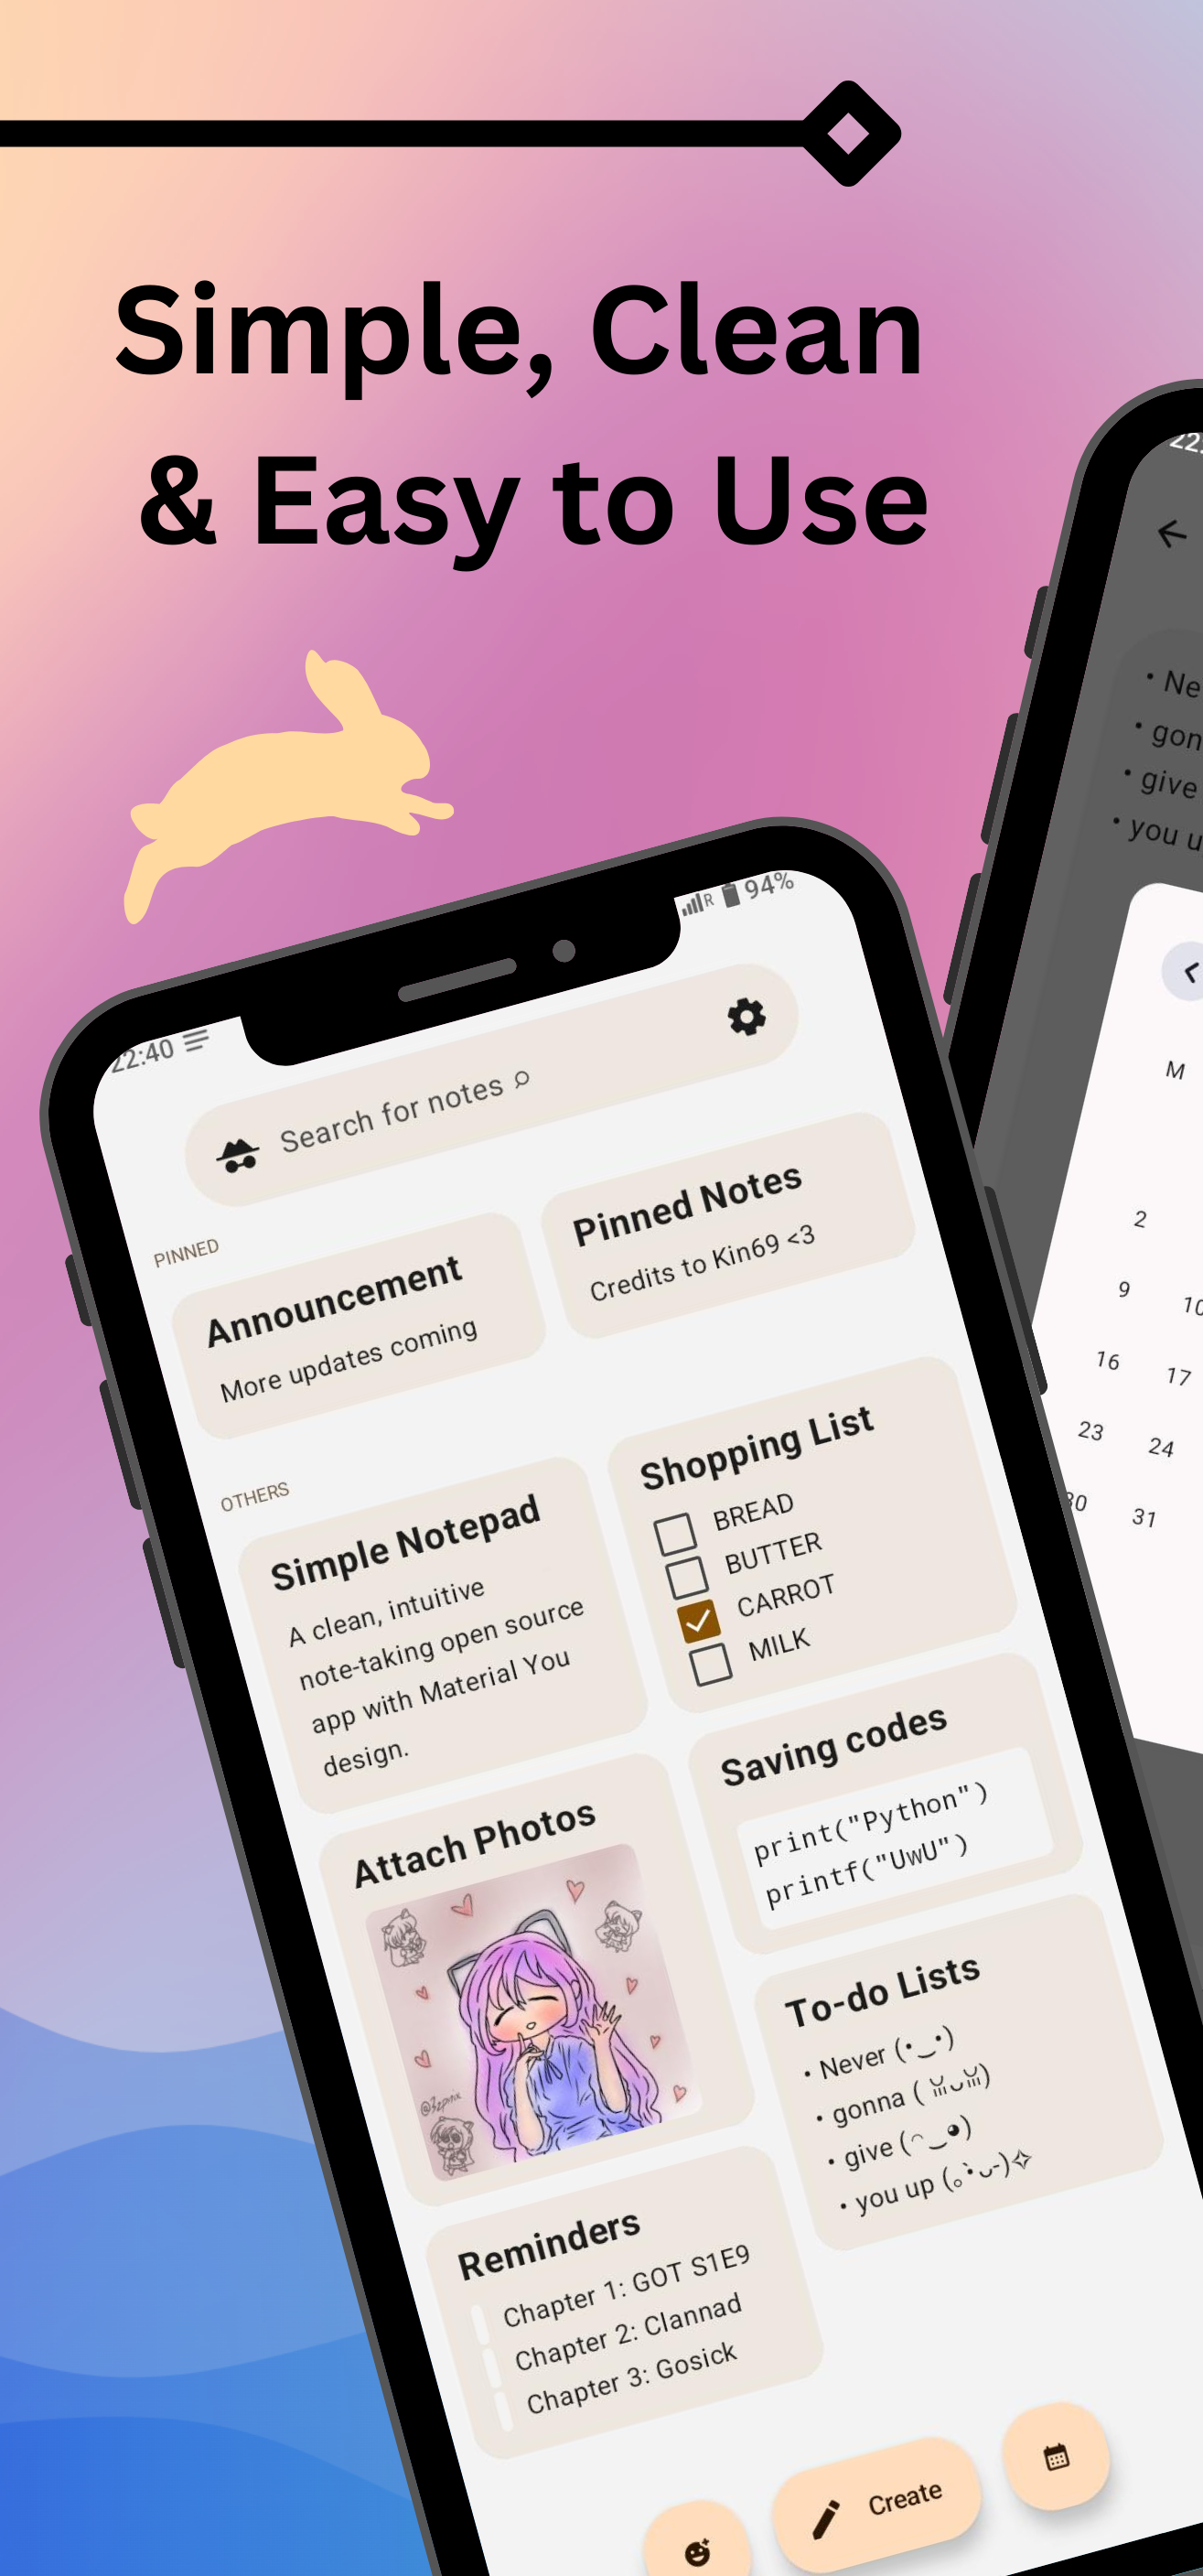 Simple, Clean
& Easy to Use
22:40
R 94%
Search for notes
PINNED
Announcement
More updates coming
Pinned Notes
Credits to Kin69 <3
OTHERS
Simple Notepad
A clean, intuitive
note-taking open source
app with Material You
design.
Shopping List
BREAD
BUTTER
CARROT
MILK
Attach Photos
Saving codes
print("Python")
printf("UwU")
To-do Lists
• Never (•‿•)
• gonna
• give (◠‿◕)
• you up
Reminders
Chapter 1: GOT S1E9
Chapter 2: Clannad
Chapter 3: Gosick
Create
22
• Ne
• gon
• give
• you u
M
2
9 10
16 17
23 24
30 31